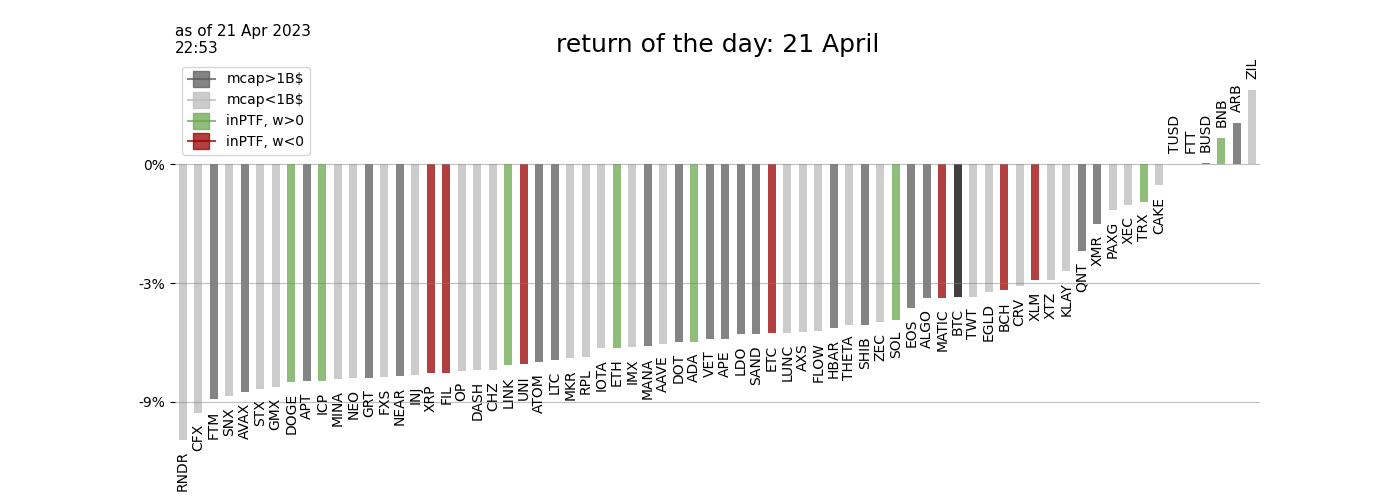 as of 21 Apr 2023
22:53
return of the day: 21 April
mcap>1B$
mcap<1B$
inPTF, w>0
inPTF, w<0
0%
-3%
-9%
RNDR
CFX
FTM
SNX
AVAX
STX
GMX
DOGE
APT
ICP
MINA
NEO
GRT
FXS
NEAR
INJ
XRP
FIL
OP
DASH
CHZ
LINK
UNI
ATOM
LTC
MKR
RPL
IOTA
ETH
IMX
MANA
AAVE
DOT
ADA
VET
APE
LDO
SAND
ETC
LUNC
AXS
FLOW
HBAR
THETA
SHIB
ZEC
SOL
EOS
ALGO
MATIC
BTC
TWT
EGLD
BCH
CRV
XLM
XTZ
KLAY
QNT
XMR
PAXG
XEC
TRX
CAKE
TUSD
FTT
BUSD
BNB
ARB
ZIL